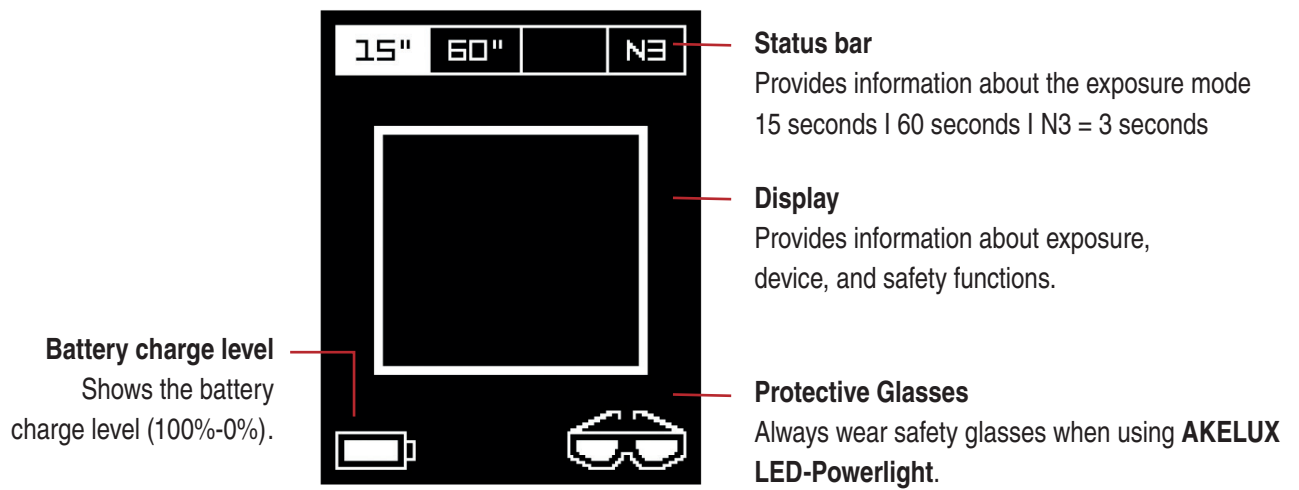 15" 60" N3
Status bar
Provides information about the exposure mode
15 seconds I 60 seconds I N3 = 3 seconds
Display
Provides information about exposure,
device, and safety functions.
Battery charge level
Shows the battery
charge level (100%-0%).
Protective Glasses
Always wear safety glasses when using AKELUX
LED-Powerlight.